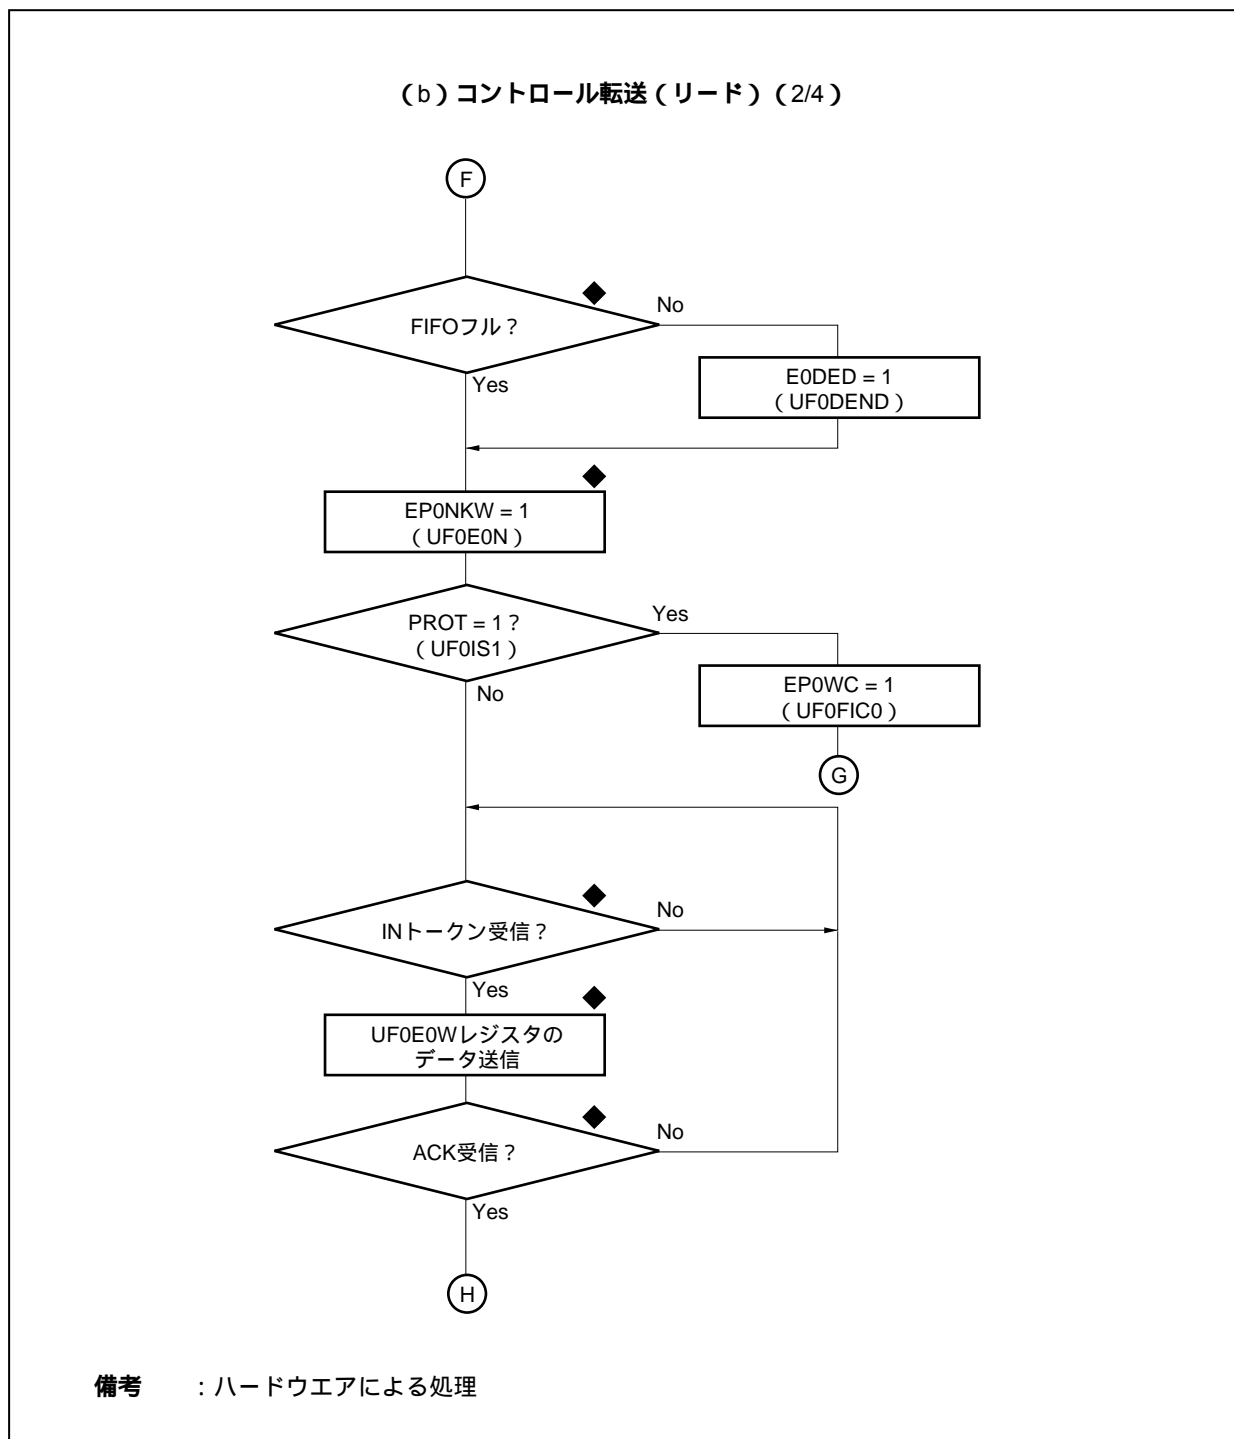 （b）コントロール転送（リード）（2/4）
F
FIFOフル？
No
Yes
E0DED = 1
（UF0DEND）
EP0NKW = 1
（UF0E0N）
PROT = 1？
（UF0IS1）
Yes
No
EP0WC = 1
（UF0FIC0）
G
INトークン受信？
No
Yes
UF0E0Wレジスタの
データ送信
ACK受信？
No
Yes
H
備考　　：ハードウエアによる処理